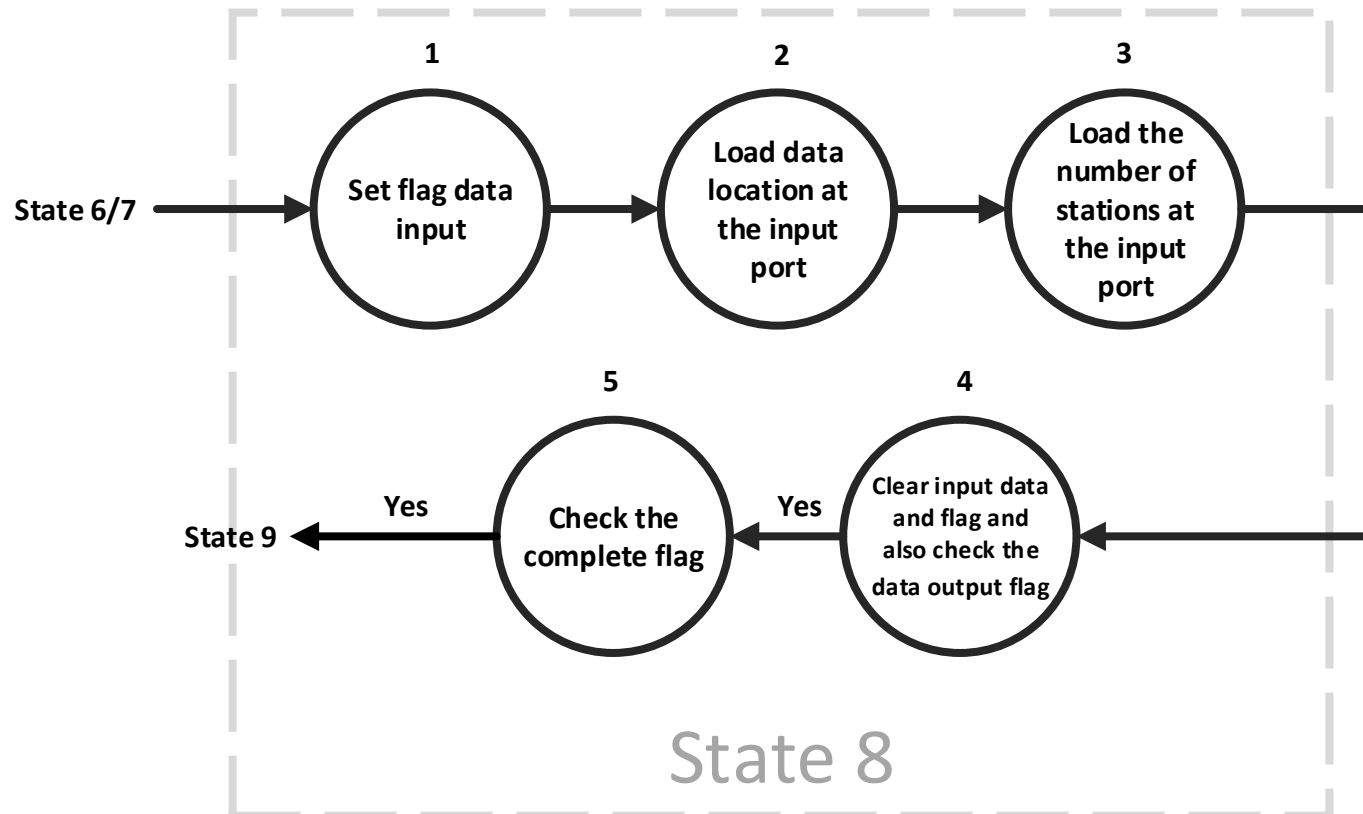 1
2
3
State 6/7
Set flag data
input
Load data
location at
the input
port
Load the
number of
stations at
the input
port
5
4
State 9
Yes
Check the
complete flag
Yes
Clear input data
and flag and
also check the
data output flag
State 8